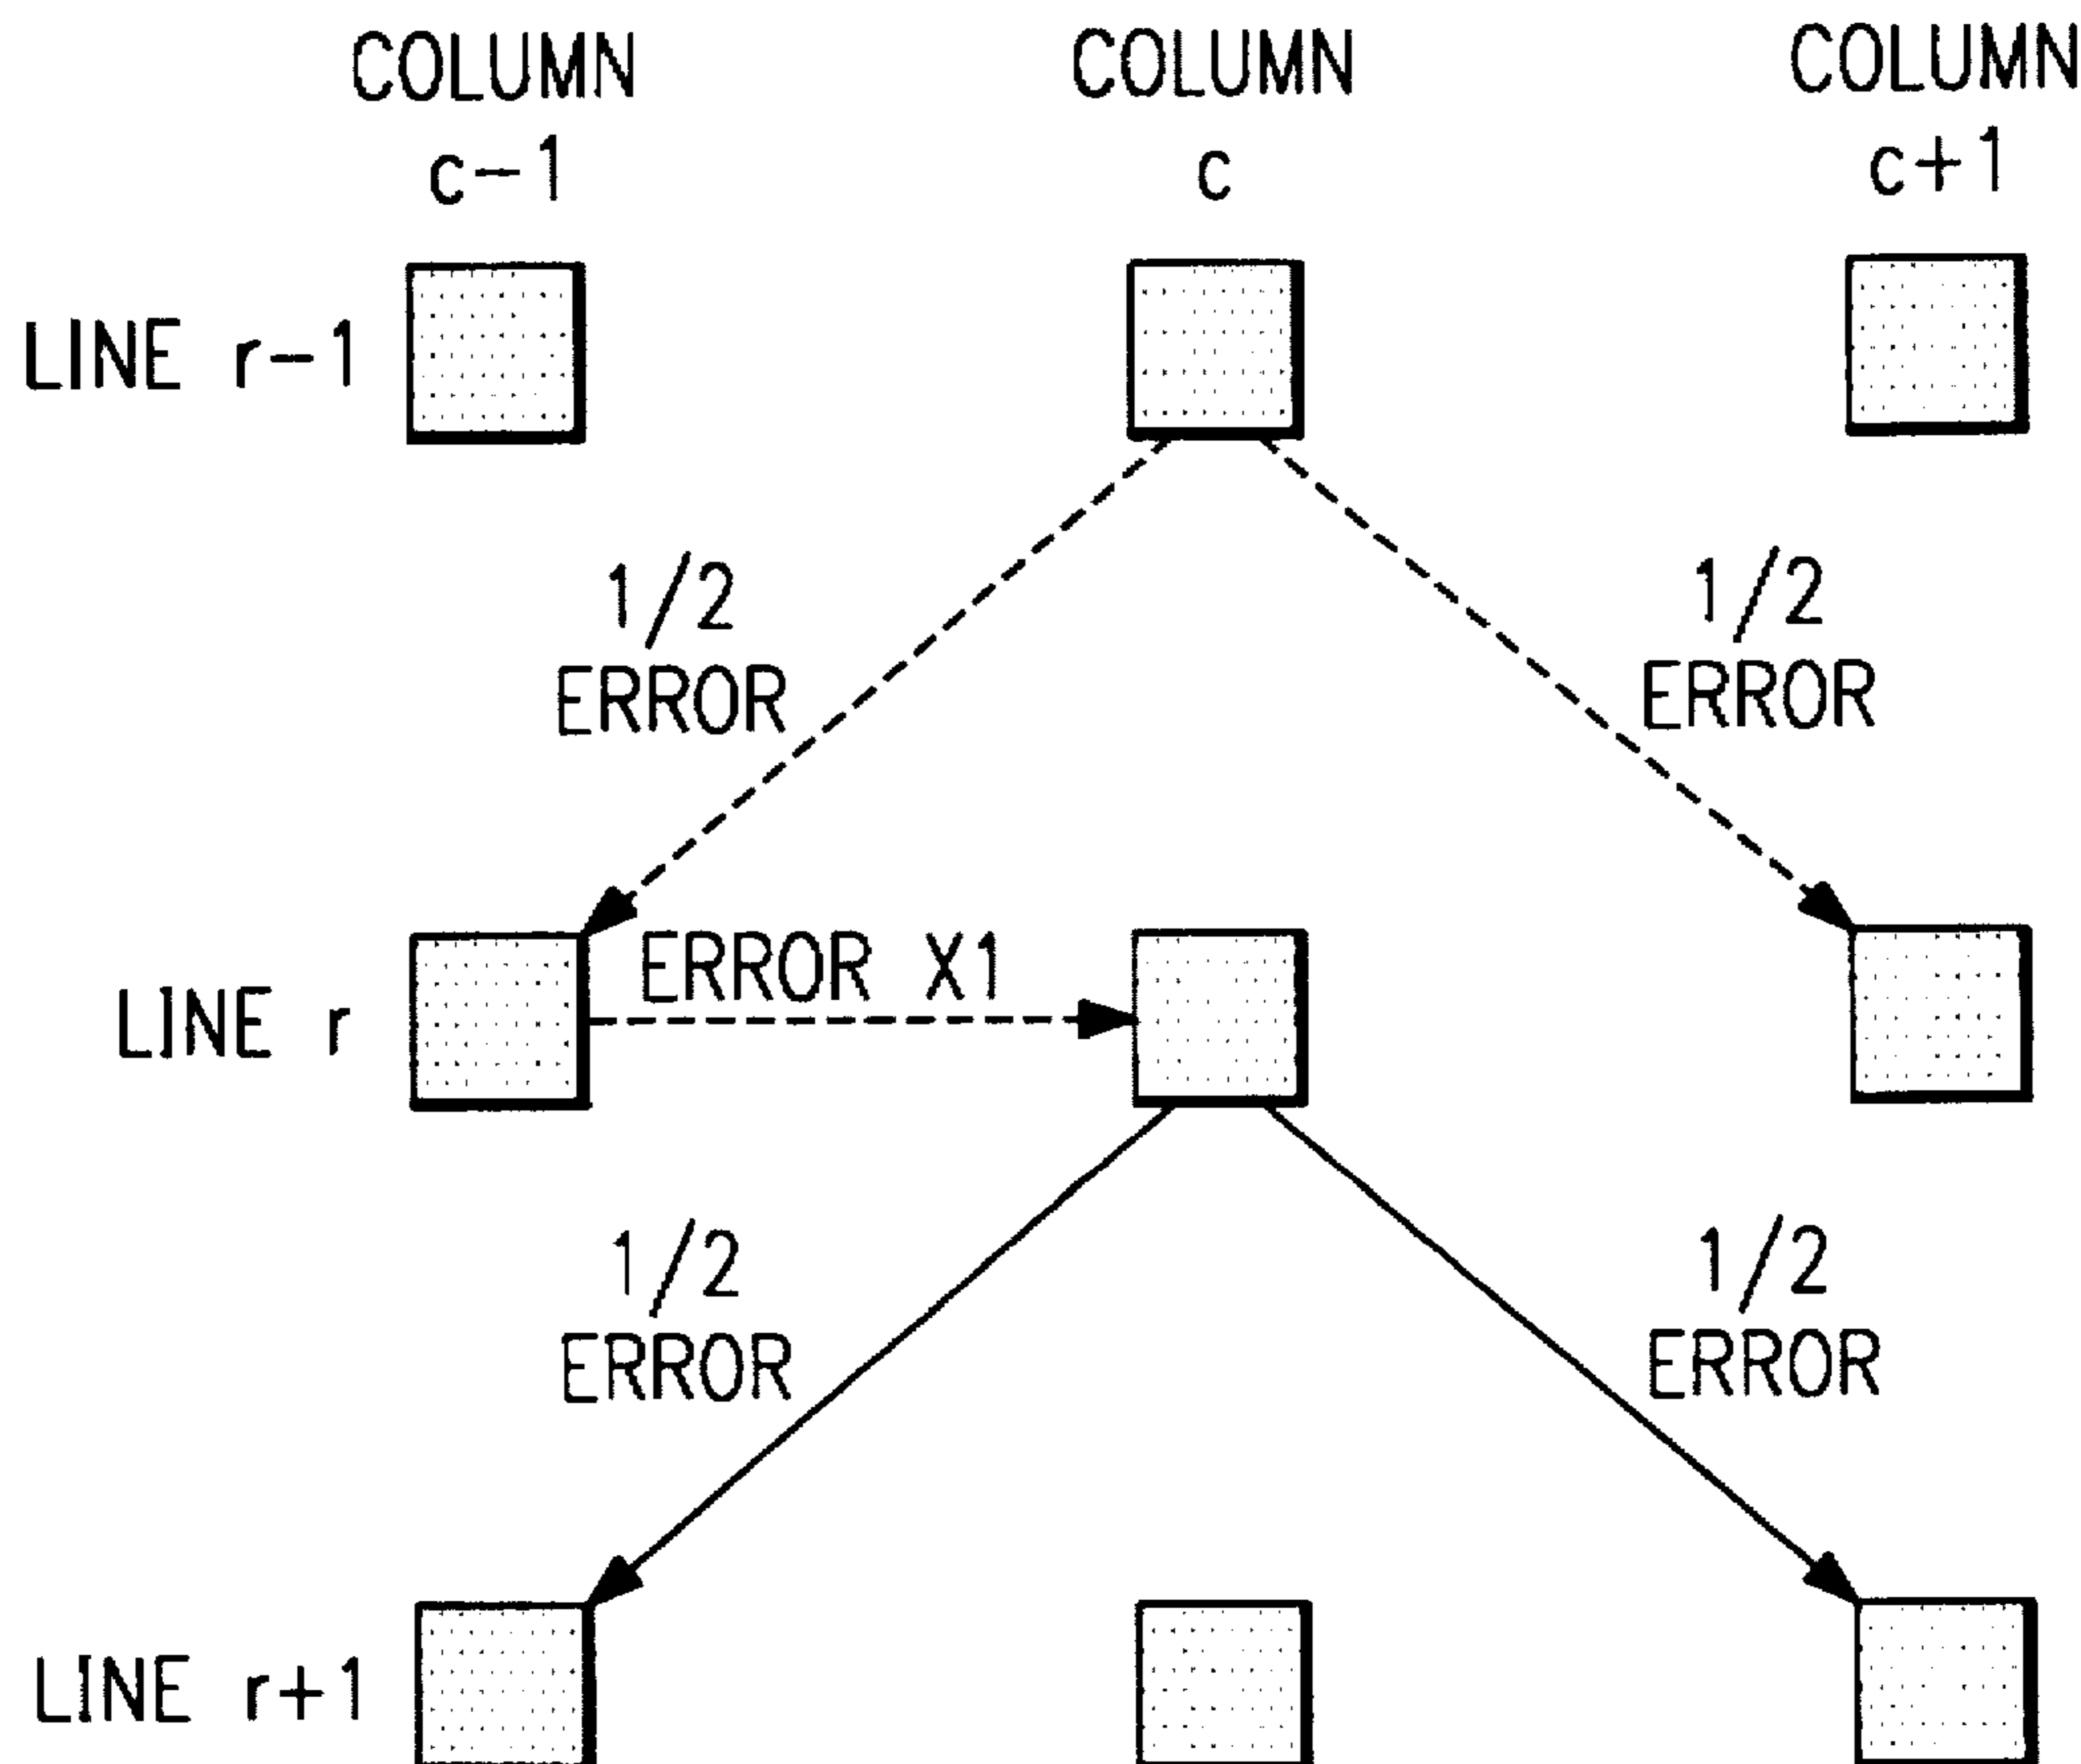 COLUMN COLUMN COLUMN
c-1 c c+1
LINE r-1
1/2 1/2
ERROR ERROR
ERROR X1
LINE r
1/2 1/2
ERROR ERROR
LINE r+1